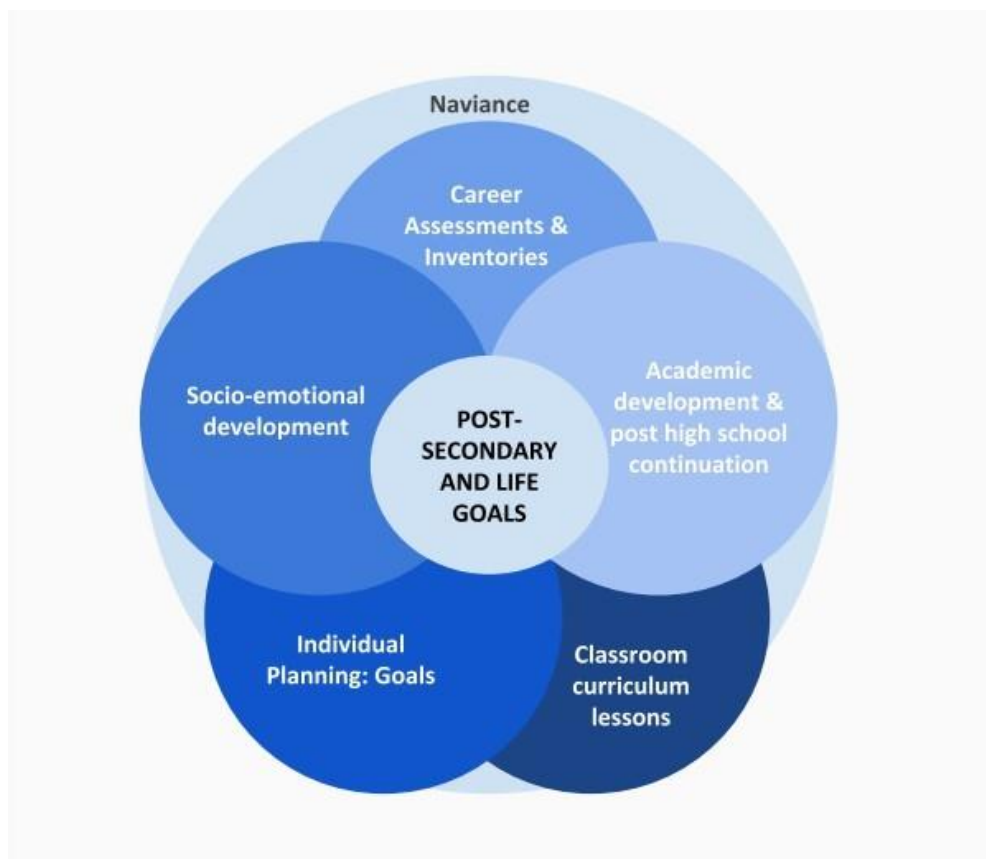 Naviance
Career
Assessments &
Inventories
Socio-emotional
development
Academic
development &
post high school
continuation
POST-
SECONDARY
AND LIFE
GOALS
Individual
Planning: Goals
Classroom
curriculum
lessons